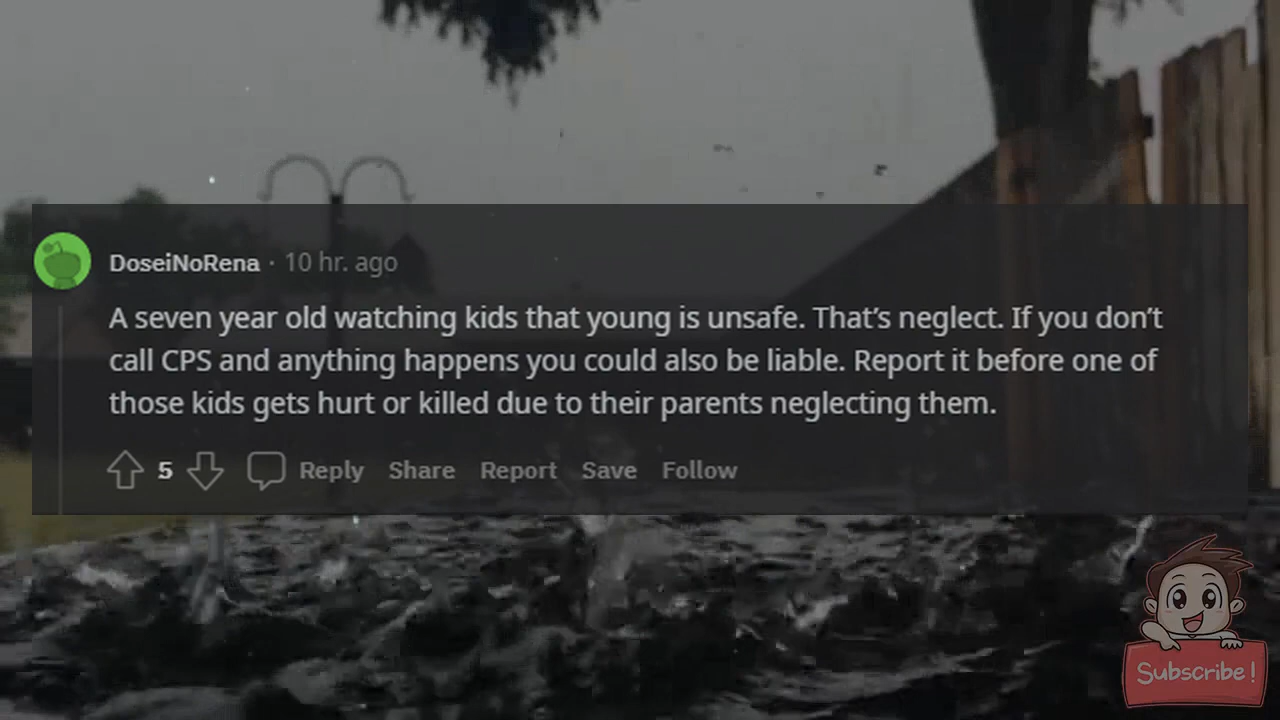 DoseiNoRena · 10 hr. ago
A seven year old watching kids that young is unsafe. That’s neglect. If you don’t
call CPS and anything happens you could also be liable. Report it before one of
those kids gets hurt or killed due to their parents neglecting them.
5 Reply Share Report Save Follow
Subscribe!